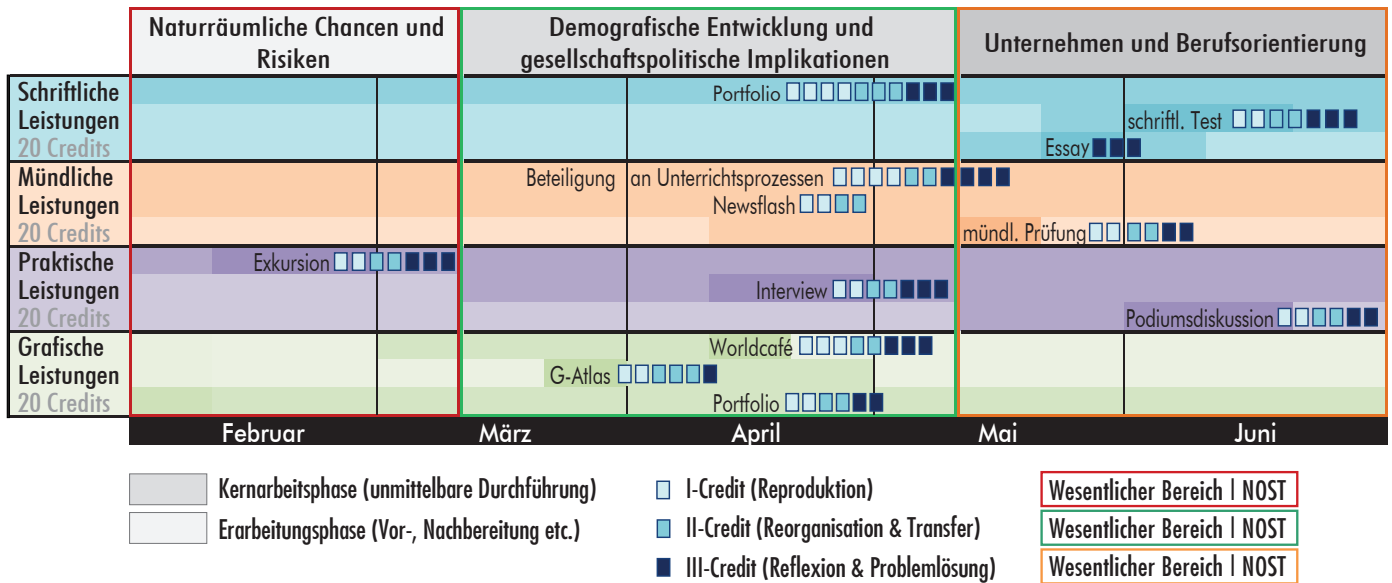 Naturräumliche Chancen und
Risiken
Demografische Entwicklung und
gesellschaftspolitische Implikationen
Unternehmen und Berufsorientierung
Schriftliche
Leistungen
20 Credits
Portfolio
schriftl. Test
Essay
Mündliche
Leistungen
20 Credits
Beteiligung an Unterrichtsprozessen
Newsflash
mündl. Prüfung
Praktische
Leistungen
20 Credits
Exkursion
Interview
Podiumsdiskussion
Grafische
Leistungen
20 Credits
Worldcafé
G-Atlas
Portfolio
Februar März April Mai Juni
Kernarbeitsphase (unmittelbare Durchführung)
Erarbeitungsphase (Vor-, Nachbereitung etc.)
I-Credit (Reproduktion)
II-Credit (Reorganisation & Transfer)
III-Credit (Reflexion & Problemlösung)
Wesentlicher Bereich | NOST
Wesentlicher Bereich | NOST
Wesentlicher Bereich | NOST